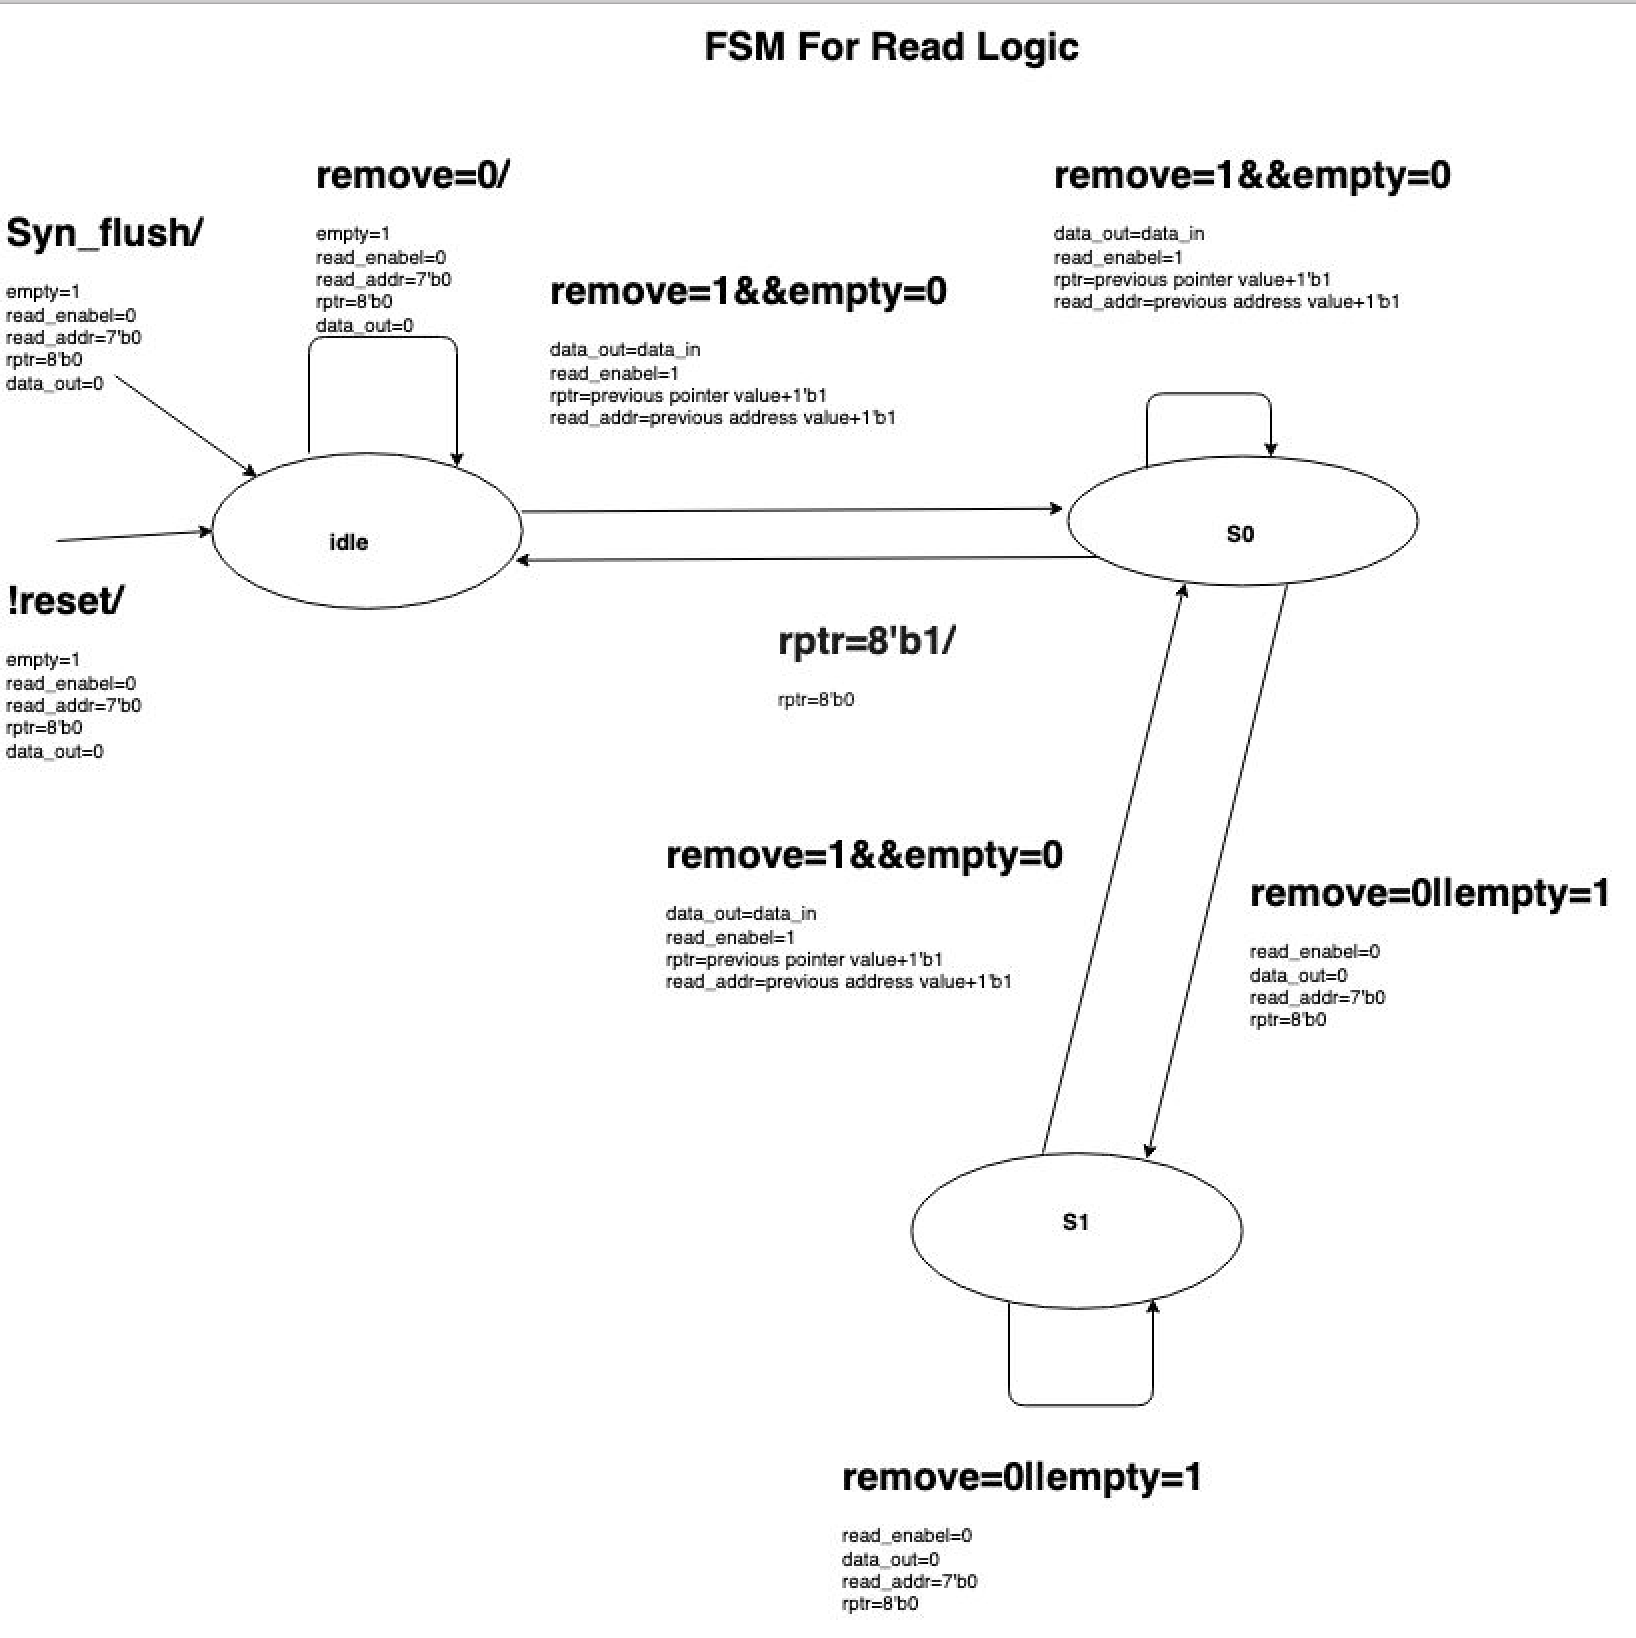 FSM For Read Logic
Syn_flush/
empty=1
read_enabel=0
read_addr=7'b0
rptr=8'b0
data_out=0
remove=0/
empty=1
read_enabel=0
read_addr=7'b0
rptr=8'b0
data_out=0
remove=1&&empty=0
data_out=data_in
read_enabel=1
rptr=previous pointer value+1'b1
read_addr=previous address value+1'b1
remove=1&&empty=0
data_out=data_in
read_enabel=1
rptr=previous pointer value+1'b1
read_addr=previous address value+1'b1
idle
S0
!reset/
empty=1
read_enabel=0
read_addr=7'b0
rptr=8'b0
data_out=0
rptr=8'b1/
rptr=8'b0
remove=1&&empty=0
data_out=data_in
read_enabel=1
rptr=previous pointer value+1'b1
read_addr=previous address value+1'b1
remove=0||empty=1
read_enabel=0
data_out=0
read_addr=7'b0
rptr=8'b0
S1
remove=0||empty=1
read_enabel=0
data_out=0
read_addr=7'b0
rptr=8'b0